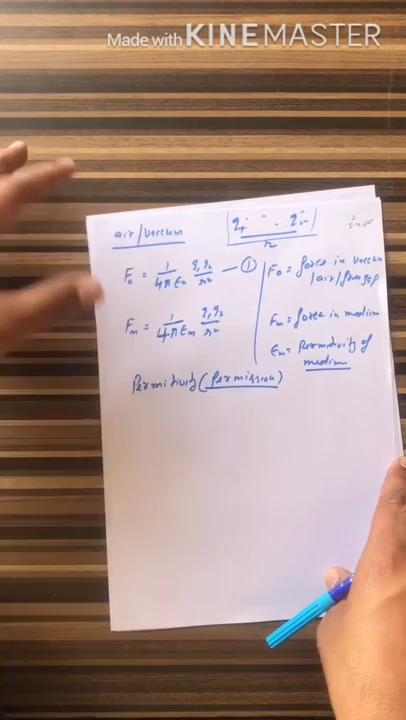 Made with KINEMASTER
air/vaccum
q₁ - - - q₂
r
F₀ = 1/4πε₀ q₁q₂/r² — ①
F₀ = force in vaccum
/air/free sp
Fₘ = 1/4πεₘ q₁q₂/r²
Fₘ = force in medium
εₘ = Permitivity of
medium
Permitivity (Permission)